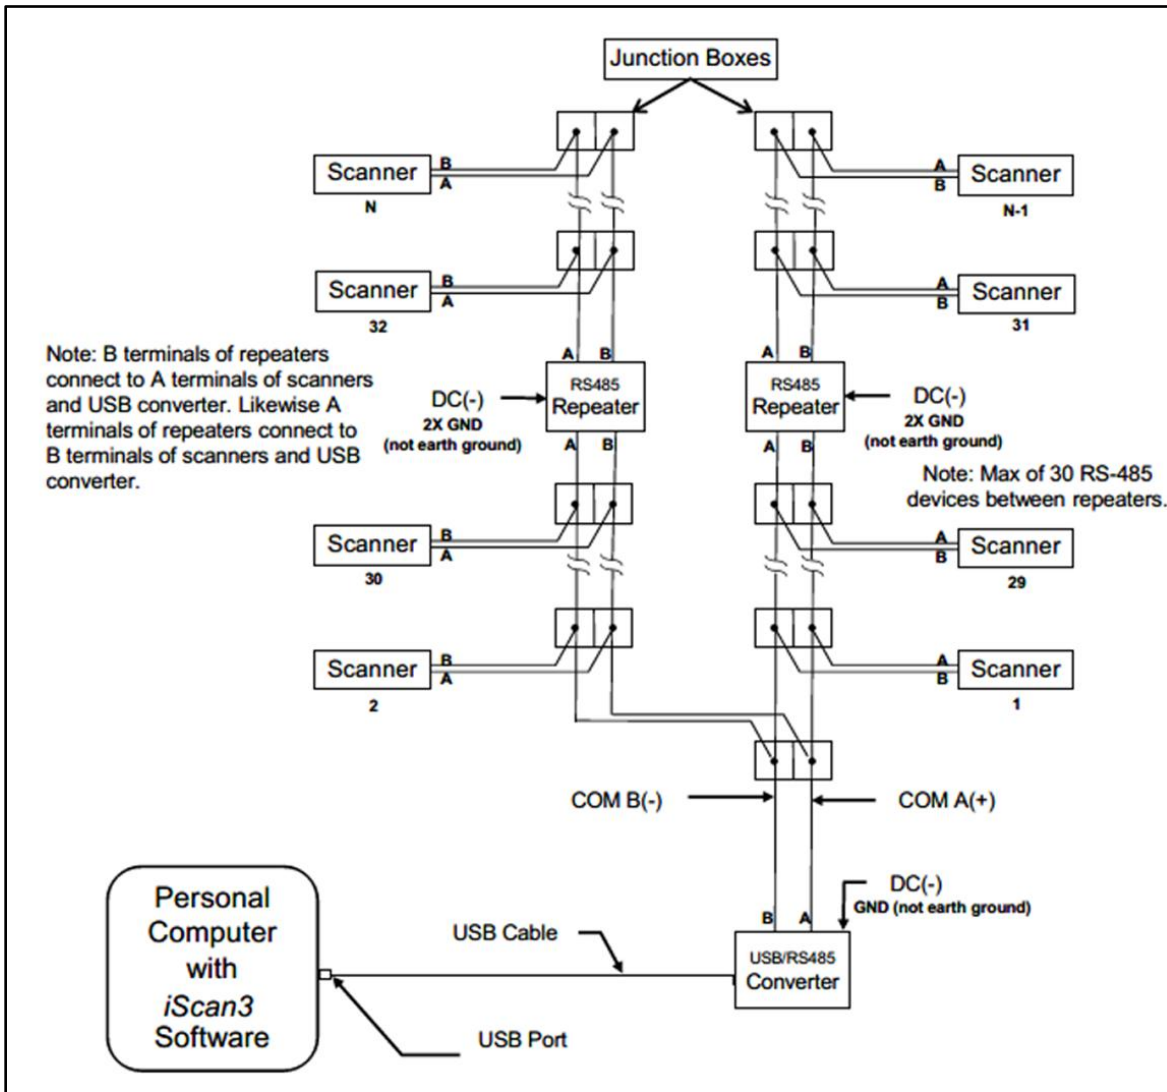 Junction Boxes
B
A
Scanner
N
A
B
Scanner
N-1
B
A
Scanner
32
A
B
Scanner
31
Note: B terminals of repeaters
connect to A terminals of scanners
and USB converter. Likewise A
terminals of repeaters connect to
B terminals of scanners and USB
converter.
A B
RS485
Repeater
A B
DC(-)
2X GND
(not earth ground)
A B
RS485
Repeater
A B
DC(-)
2X GND
(not earth ground)
Note: Max of 30 RS-485
devices between repeaters.
B
A
Scanner
30
A
B
Scanner
29
B
A
Scanner
2
A
B
Scanner
1
COM B(-)
COM A(+)
DC(-)
GND (not earth ground)
B A
USB/RS485
Converter
USB Cable
USB Port
Personal
Computer
with
iScan3
Software